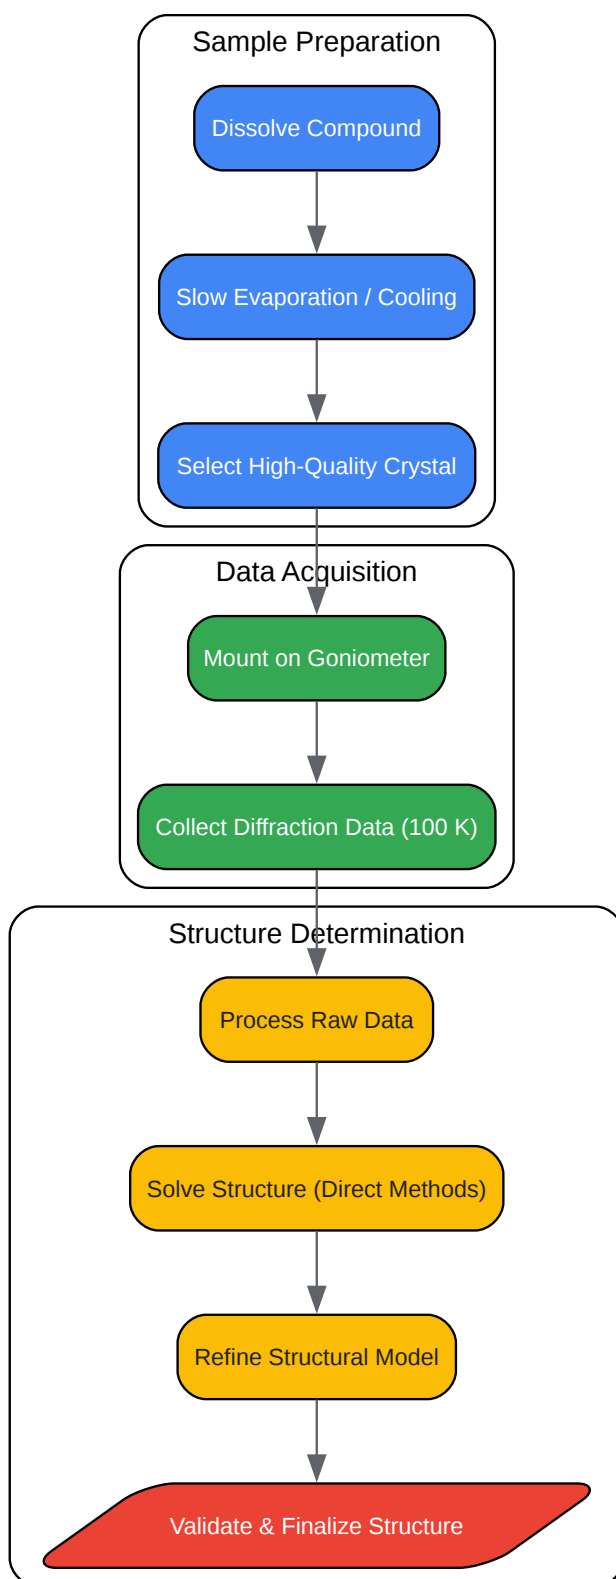 Sample Preparation
Dissolve Compound
Slow Evaporation / Cooling
Select High-Quality Crystal
Data Acquisition
Mount on Goniometer
Collect Diffraction Data (100 K)
Structure Determination
Process Raw Data
Solve Structure (Direct Methods)
Refine Structural Model
Validate & Finalize Structure